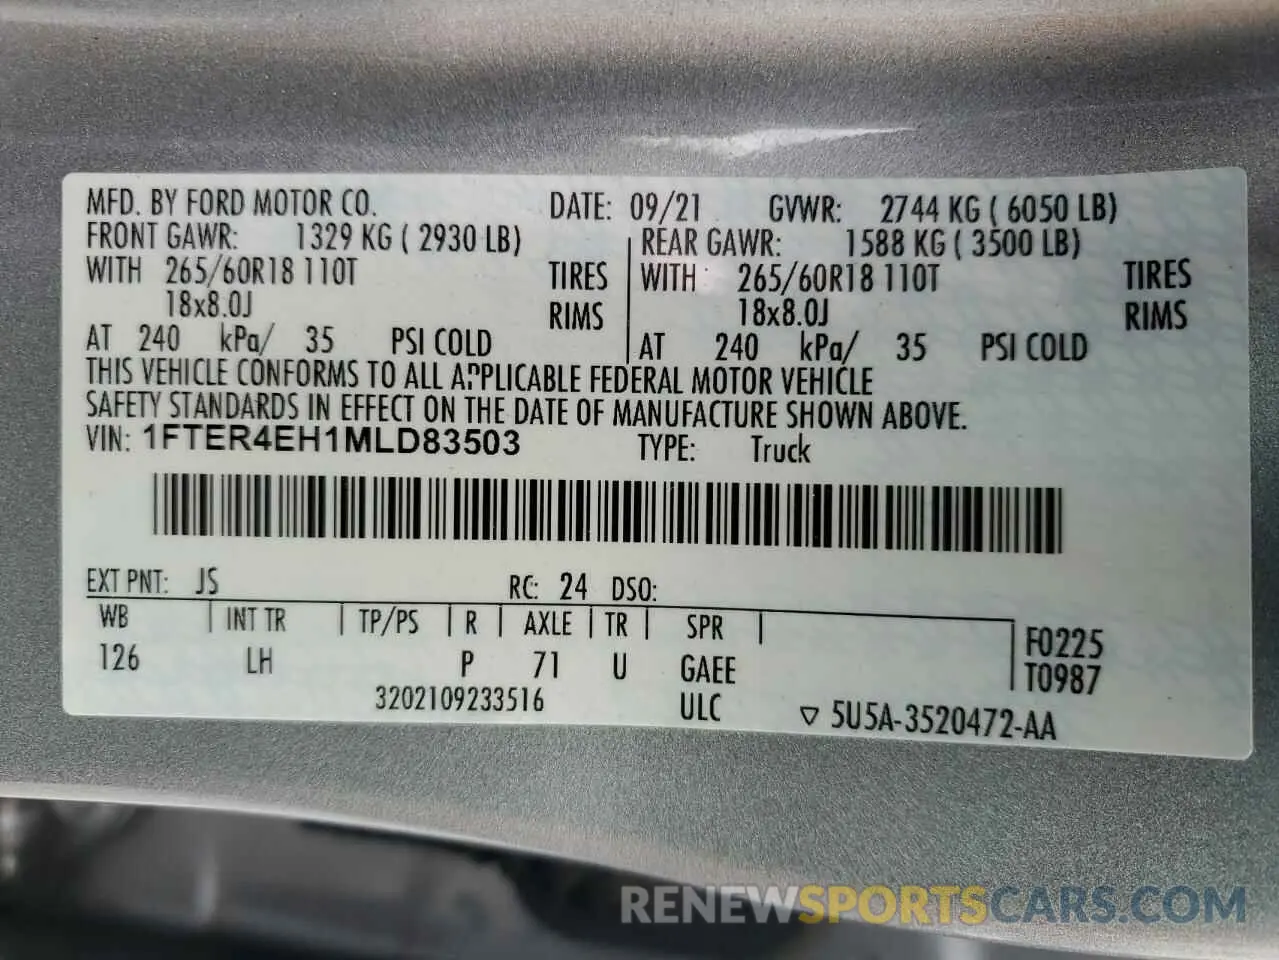 MFD. BY FORD MOTOR CO. DATE: 09/21 GVWR: 2744 KG ( 6050 LB)
FRONT GAWR: 1329 KG ( 2930 LB) REAR GAWR: 1588 KG ( 3500 LB)
WITH 265/60R18 110T TIRES WITH 265/60R18 110T TIRES
18x8.0J RIMS 18x8.0J RIMS
AT 240 kPa/ 35 PSI COLD AT 240 kPa/ 35 PSI COLD
THIS VEHICLE CONFORMS TO ALL APPLICABLE FEDERAL MOTOR VEHICLE
SAFETY STANDARDS IN EFFECT ON THE DATE OF MANUFACTURE SHOWN ABOVE.
VIN: 1FTER4EH1MLD83503 TYPE: Truck
EXT PNT: JS RC: 24 DSO:
WB INT TR TP/PS R AXLE TR SPR F0225
126 LH P 71 U GAEE T0987
3202109233516 ULC ▽ 5U5A-3520472-AA
RENEWSPORTSCARS.COM